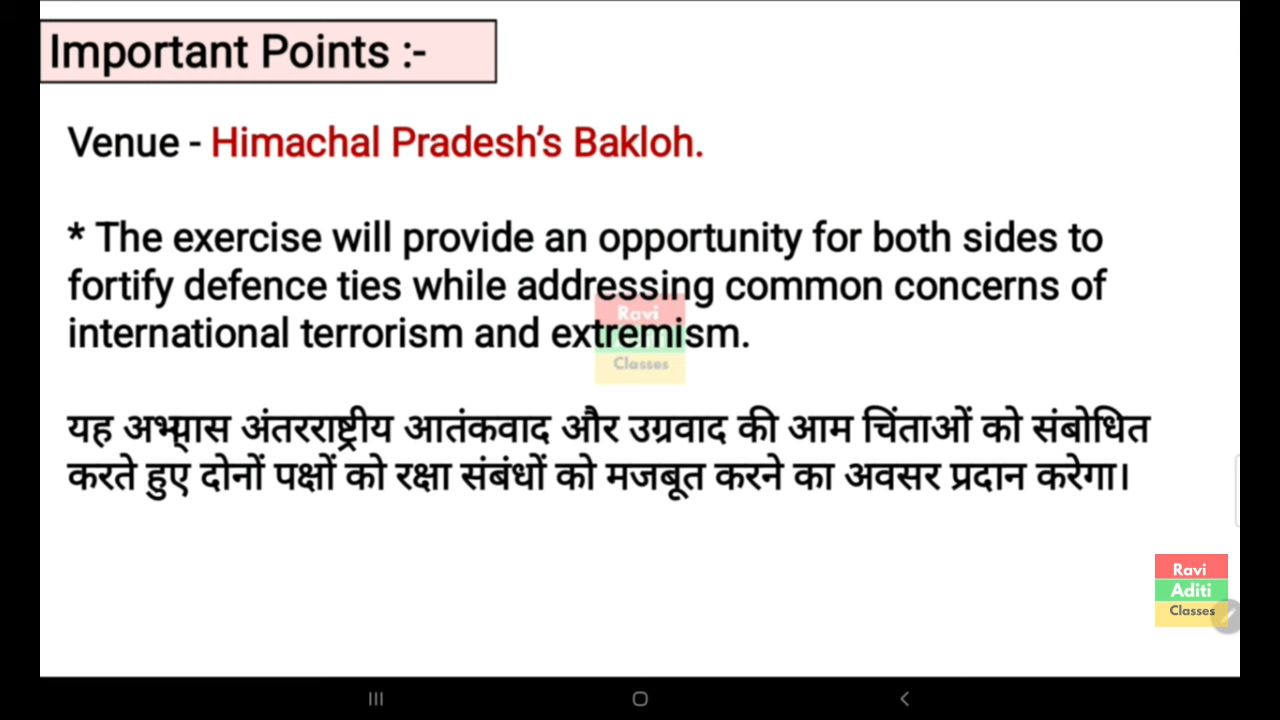 Important Points :-
Venue - Himachal Pradesh's Bakloh.
* The exercise will provide an opportunity for both sides to
fortify defence ties while addressing common concerns of
international terrorism and extremism.
Ravi
Classes
यह अभ्यास अंतरराष्ट्रीय आतंकवाद और उग्रवाद की आम चिंताओं को संबोधित
करते हुए दोनों पक्षों को रक्षा संबंधों को मजबूत करने का अवसर प्रदान करेगा।
Ravi
Aditi
Classes